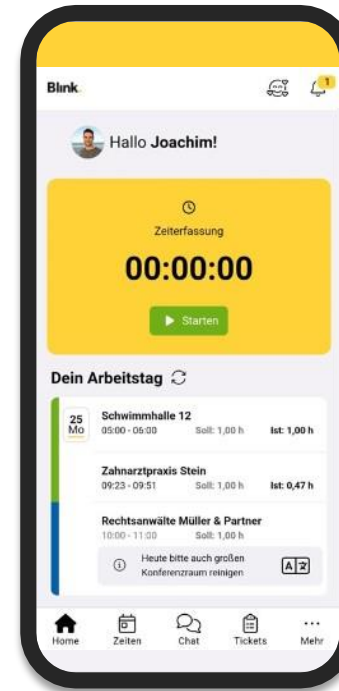 Blink.
1
Hallo Joachim!
Zeiterfassung
00:00:00
Starten
Dein Arbeitstag
25 Schwimmhalle 12
Mo 05:00 - 06:00 Soll: 1,00 h Ist: 1,00 h
Zahnarztpraxis Stein
09:23 - 09:51 Soll: 1,00 h Ist: 0,47 h
Rechtsanwälte Müller & Partner
10:00 - 11:00 Soll: 1,00 h
Heute bitte auch großen
Konferenzraum reinigen
Home Zeiten Chat Tickets Mehr